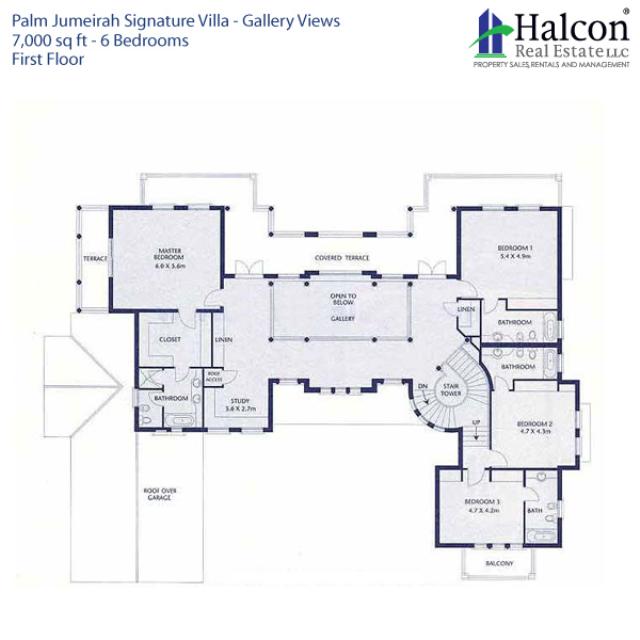 Palm Jumeirah Signature Villa - Gallery Views
7,000 sq ft - 6 Bedrooms
First Floor
Halcon®
Real Estate LLC
PROPERTY SALES, RENTALS AND MANAGEMENT
MASTER
BEDROOM
6.0 X 5.6m
TERRACE
COVERED TERRACE
BEDROOM 1
5.4 X 4.9m
OPEN TO
BELOW
GALLERY
LINEN
BATHROOM
CLOSET
LINEN
BATHROOM
ROOF
ACCESS
BATHROOM
STUDY
3.6 X 2.7m
DN
STAIR
TOWER
UP
BEDROOM 2
4.7 X 4.3m
ROOF OVER
GARAGE
BEDROOM 3
4.7 X 4.2m
BATH
BALCONY